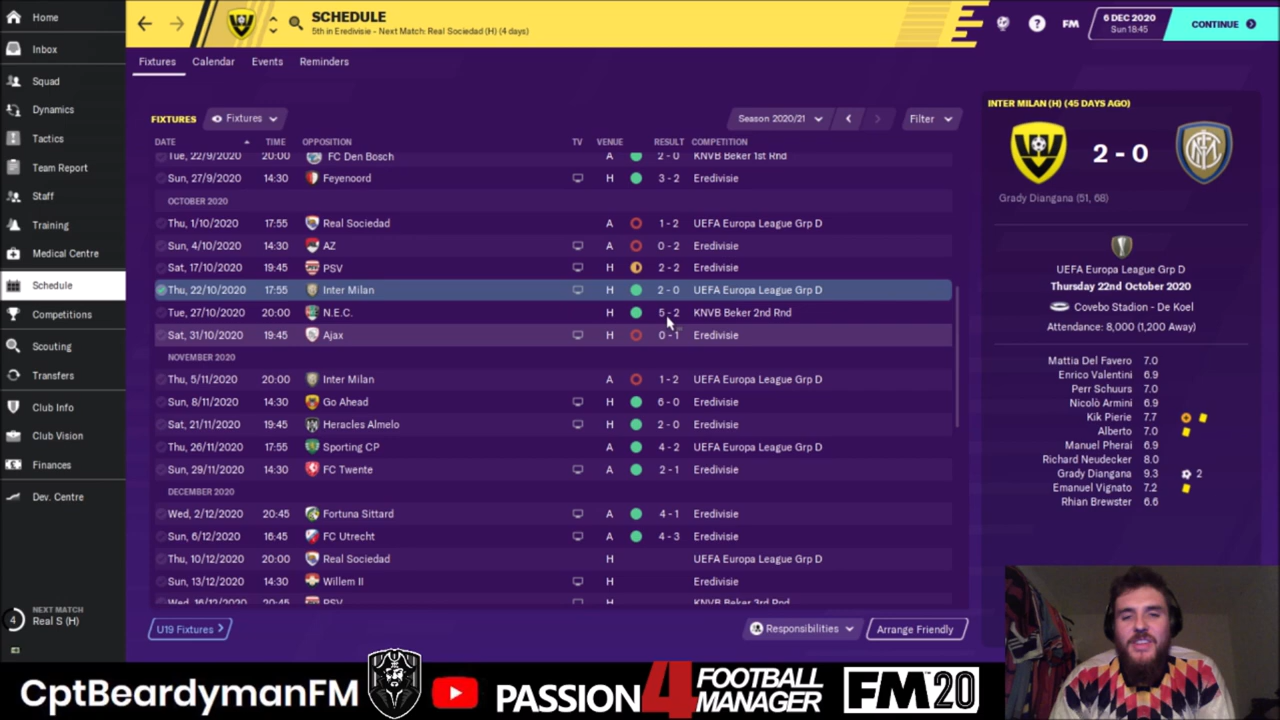 Home
Inbox
Squad
Dynamics
Tactics
Team Report
Staff
Training
Medical Centre
Schedule
Competitions
Scouting
Transfers
Club Info
Club Vision
Finances
Dev. Centre
4
NEXT MATCH
Real S (H)
SCHEDULE
5th in Eredivisie - Next Match: Real Sociedad (H) (4 days)
?
FM
6 DEC 2020
Sun 18:45
CONTINUE
Fixtures Calendar Events Reminders
FIXTURES Fixtures Season 2020/21 Filter
DATE TIME OPPOSITION TV VENUE RESULT COMPETITION
Tue, 22/9/2020 20:00 FC Den Bosch A 2 - 0 KNVB Beker 1st Rnd
Sun, 27/9/2020 14:30 Feyenoord H 3 - 2 Eredivisie
OCTOBER 2020
Thu, 1/10/2020 17:55 Real Sociedad A 1 - 2 UEFA Europa League Grp D
Sun, 4/10/2020 14:30 AZ A 0 - 2 Eredivisie
Sat, 17/10/2020 19:45 PSV H 2 - 2 Eredivisie
Thu, 22/10/2020 17:55 Inter Milan H 2 - 0 UEFA Europa League Grp D
Tue, 27/10/2020 20:00 N.E.C. H 5 - 2 KNVB Beker 2nd Rnd
Sat, 31/10/2020 19:45 Ajax H 0 - 1 Eredivisie
NOVEMBER 2020
Thu, 5/11/2020 20:00 Inter Milan A 1 - 2 UEFA Europa League Grp D
Sun, 8/11/2020 14:30 Go Ahead H 6 - 0 Eredivisie
Sat, 21/11/2020 19:45 Heracles Almelo H 2 - 0 Eredivisie
Thu, 26/11/2020 17:55 Sporting CP A 4 - 2 UEFA Europa League Grp D
Sun, 29/11/2020 14:30 FC Twente A 2 - 1 Eredivisie
DECEMBER 2020
Wed, 2/12/2020 20:45 Fortuna Sittard A 4 - 1 Eredivisie
Sun, 6/12/2020 16:45 FC Utrecht A 4 - 3 Eredivisie
Thu, 10/12/2020 20:00 Real Sociedad H UEFA Europa League Grp D
Sun, 13/12/2020 14:30 Willem II H Eredivisie
Wed, 16/12/2020 20:45 PSV H KNVB Beker 3rd Rnd
U19 Fixtures Responsibilities Arrange Friendly
INTER MILAN (H) (45 DAYS AGO)
2 - 0
Grady Diangana (51, 68)
UEFA Europa League Grp D
Thursday 22nd October 2020
Covebo Stadion - De Koel
Attendance: 8,000 (1,200 Away)
Mattia Del Favero 7.0
Enrico Valentini 6.9
Perr Schuurs 7.0
Nicolò Armini 6.9
Kik Pierie 7.7
Alberto 7.0
Manuel Pherai 6.9
Richard Neudecker 8.0
Grady Diangana 9.3 2
Emanuel Vignato 7.2
Rhian Brewster 6.6
CptBeardymanFM
PASSION 4 FOOTBALL MANAGER
FM20